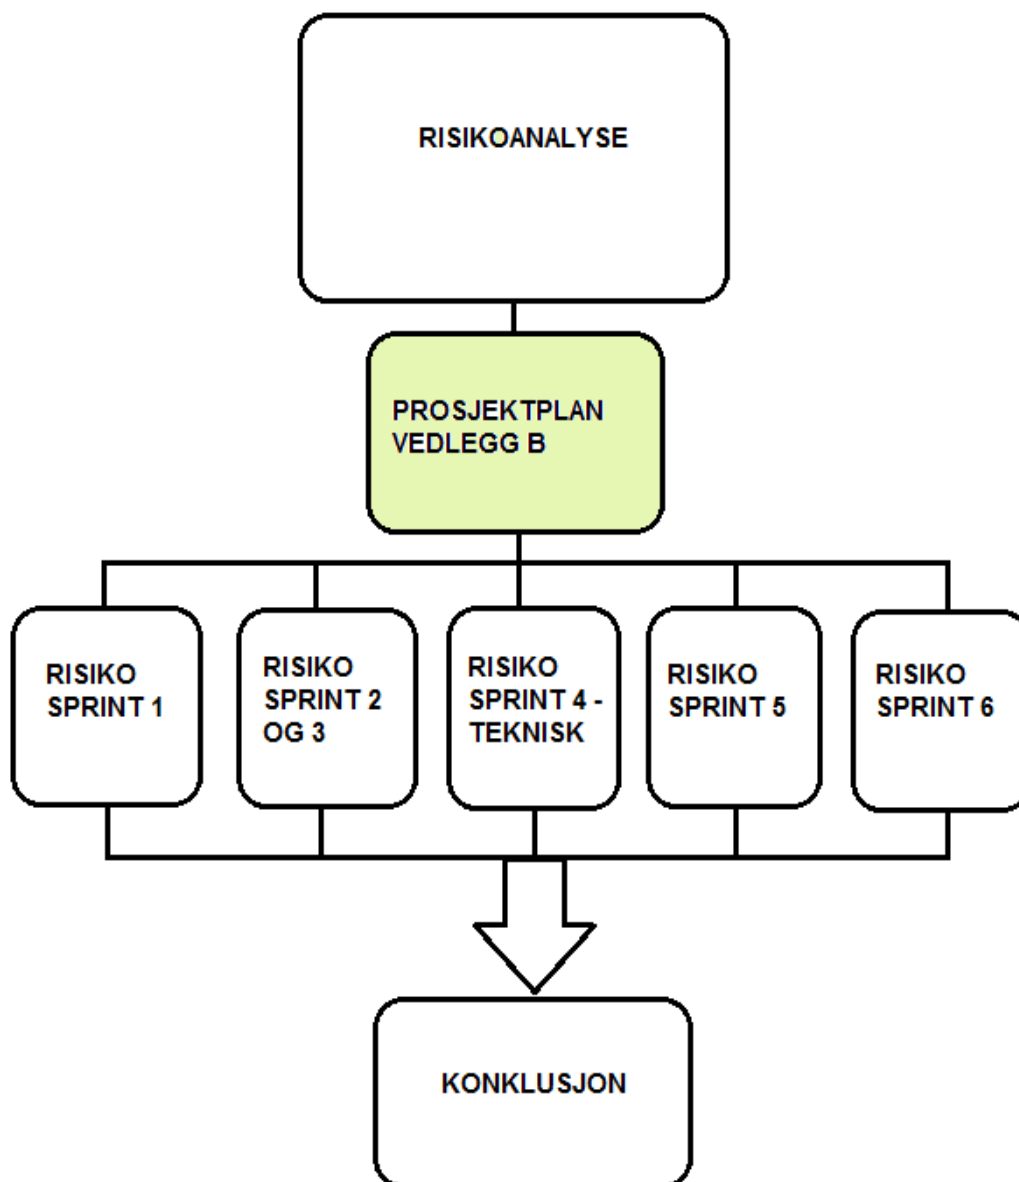 RISIKOANALYSE
PROSJEKTPLAN
VEDLEGG B
RISIKO
SPRINT 1
RISIKO
SPRINT 2
OG 3
RISIKO
SPRINT 4 -
TEKNISK
RISIKO
SPRINT 5
RISIKO
SPRINT 6
KONKLUSJON